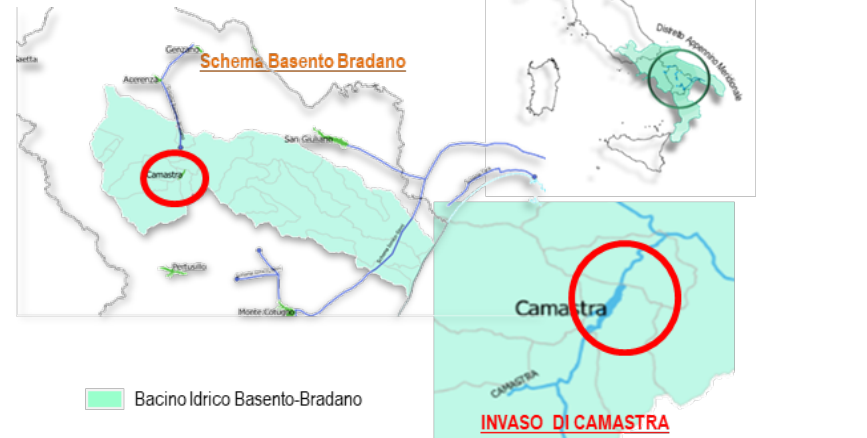 Distretto Appennino Meridionale
Genzano
Schema Basento Bradano
Acerenza
San Giuliano
Camastra
Pertusillo
Monte Cotugno
Camastra
CAMASTRA
Bacino Idrico Basento-Bradano
INVASO DI CAMASTRA